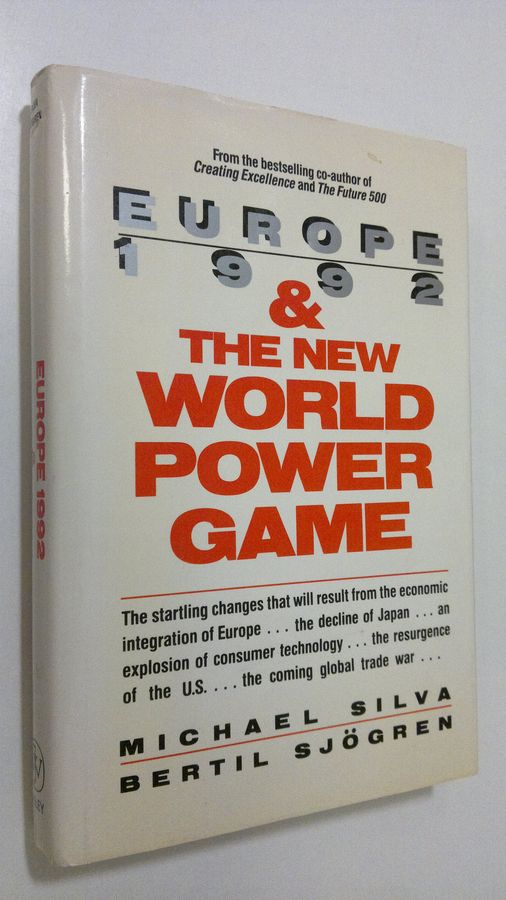 From the bestselling co-author of
Creating Excellence and The Future 500
EUROPE
1992
&
THE NEW
WORLD
POWER
GAME
The startling changes that will result from the economic
integration of Europe . . . the decline of Japan . . . an
explosion of consumer technology . . . the resurgence
of the U.S. . . . the coming global trade war . . .
MICHAEL SILVA
BERTIL SJÖGREN
EUROPE 1992